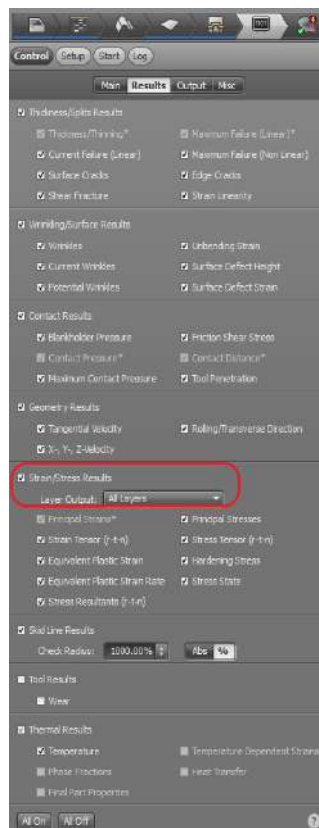 Control Setup Start Log
Main Results Output Misc
Thickness/Splits Results
Thickness/Thinning* Maximum Failure (Linear)*
Current Failure (Linear) Maximum Failure (Non Linear)
Surface Cracks Edge Cracks
Shear Fracture Strain Linearity
Wrinkling/Surface Results
Wrinkles Unbending Strain
Current Wrinkles Surface Defect Height
Potential Wrinkles Surface Defect Strain
Contact Results
Blankholder Pressure Friction Shear Stress
Contact Pressure* Contact Distance*
Maximum Contact Pressure Tool Penetration
Geometry Results
Tangential Velocity Rolling/Transverse Direction
X-, Y-, Z-Velocity
Strain/Stress Results
Layer Output: All Layers
Principal Strains* Principal Stresses
Strain Tensor (r-t-n) Stress Tensor (r-t-n)
Equivalent Plastic Strain Hardening Stress
Equivalent Plastic Strain Rate Stress State
Stress Resultants (r-t-n)
Skid Line Results
Check Radius: 1000.00% Abs %
Tool Results
Wear
Thermal Results
Temperature Temperature Dependent Strains
Phase Fractions Heat Transfer
Final Part Properties
All On All Off ?